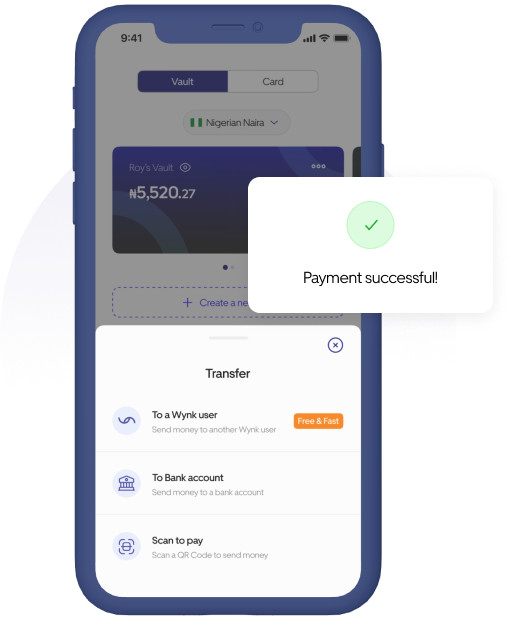 9:41
Vault
Card
Nigerian Naira
Roy's Vault
₦5,520.27
Payment successful!
+ Create a ne
Transfer
To a Wynk user
Send money to another Wynk user
Free & Fast
To Bank account
Send money to a bank account
Scan to pay
Scan a QR Code to send money